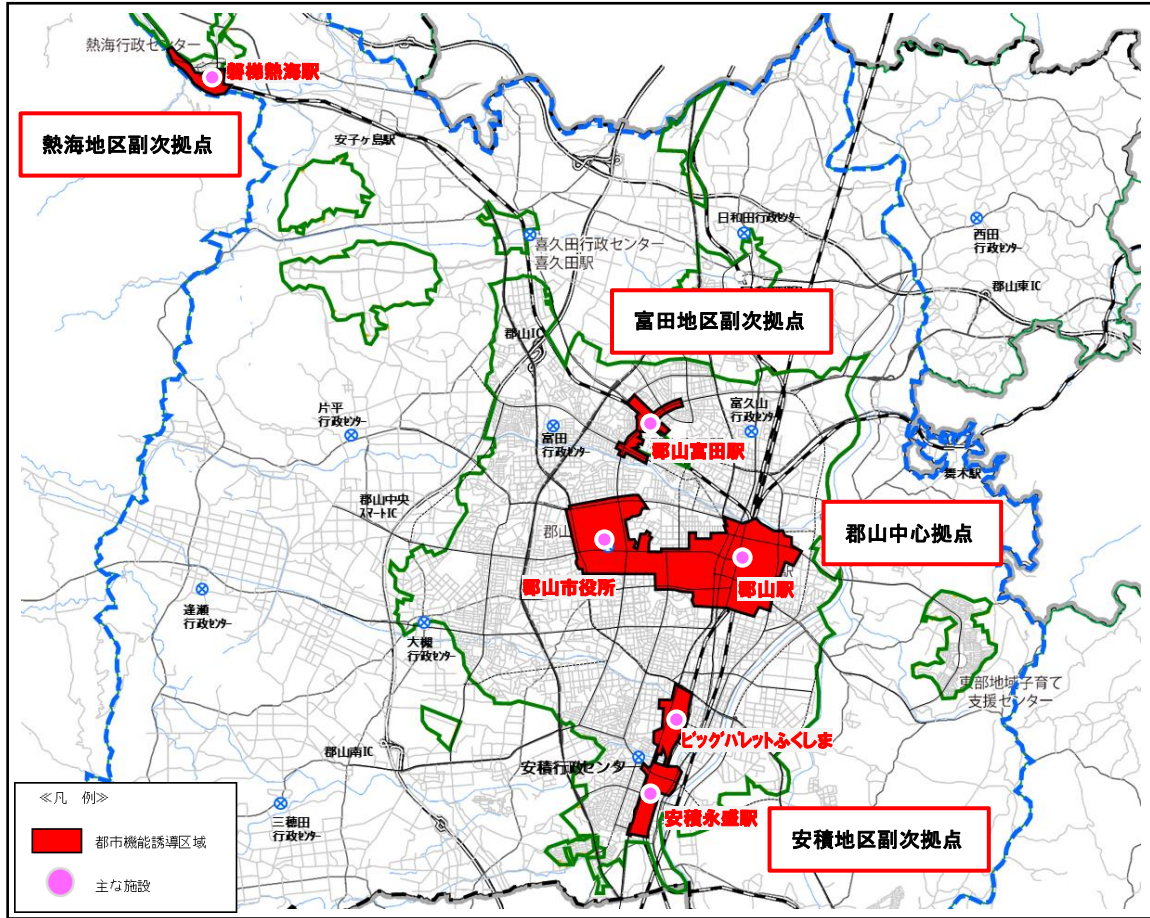 熱海行政センター
磐梯熱海駅
熱海地区副次拠点
安子ヶ島駅
日和田行政センター
西田
行政センター
喜久田行政センター
喜久田駅
郡山東IC
富田地区副次拠点
郡山IC
片平
行政センター
富田
行政センター
富久山
行政センター
郡山富田駅
舞木駅
郡山中央
スマートIC
郡山中心拠点
郡山
郡山市役所
郡山駅
駅
逢瀬
行政センター
大槻
行政センター
東部地域子育て
支援センター
ビッグパレットふくしま
郡山南IC
安積行政センタ
安積永盛駅
安積地区副次拠点
三穂田
行政センター
≪凡 例≫
都市機能誘導区域
主な施設